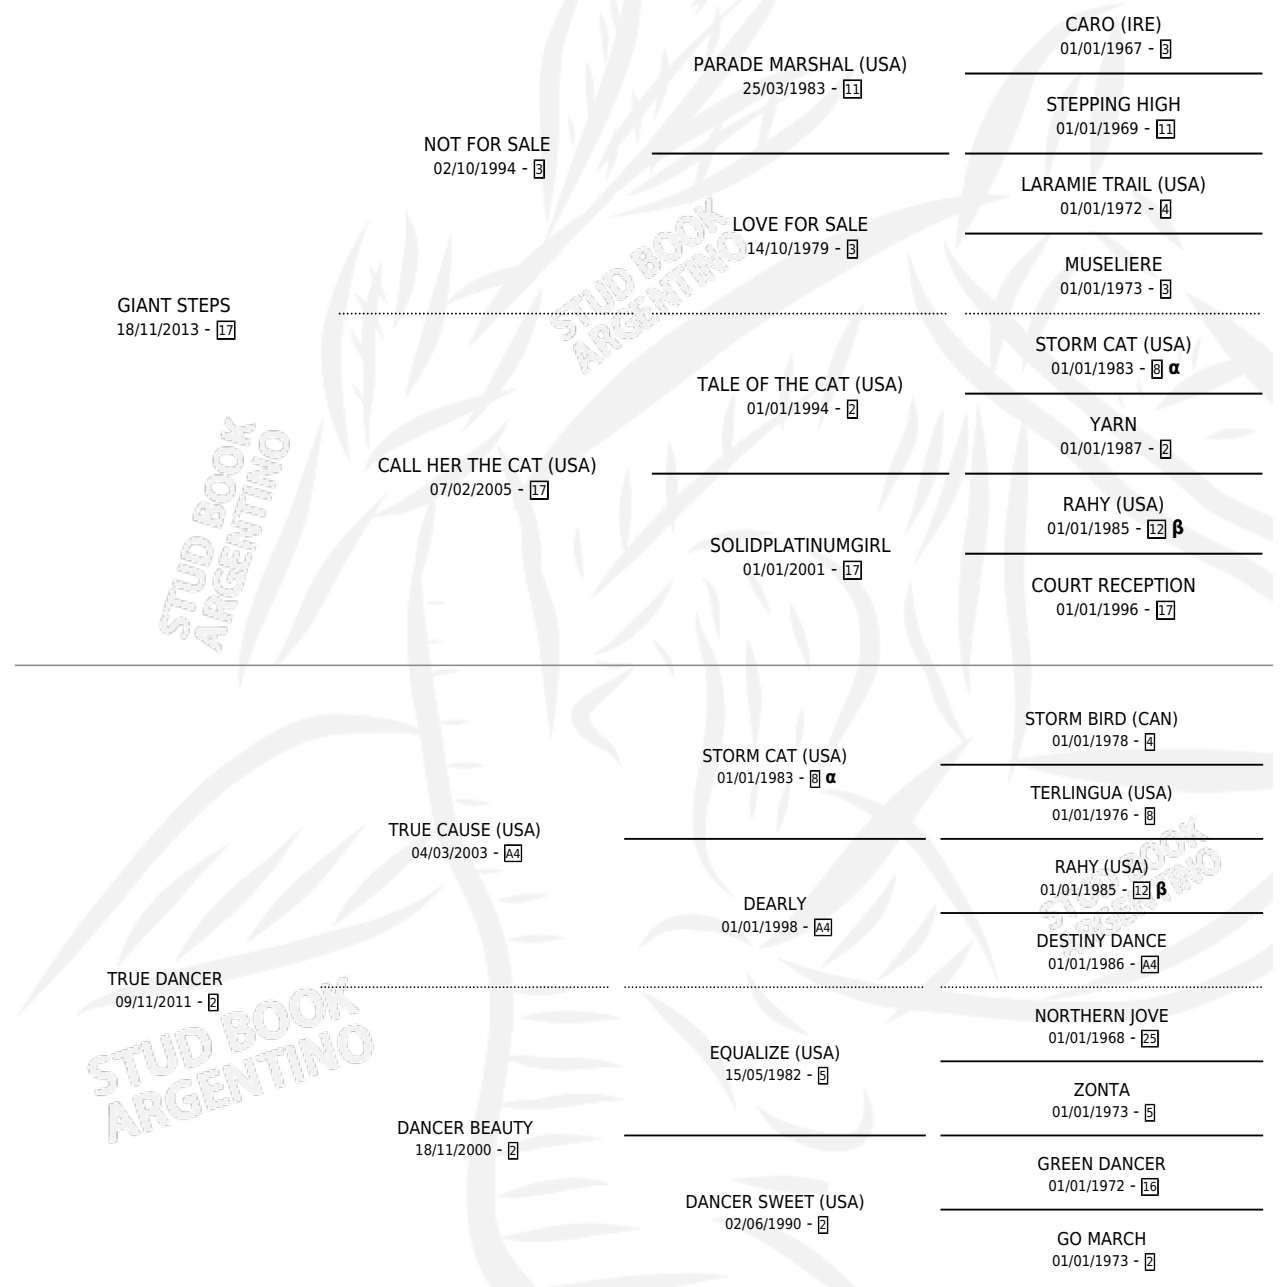 GIANT STEPS
18/11/2013 - 17
NOT FOR SALE
02/10/1994 - 3
CALL HER THE CAT (USA)
07/02/2005 - 17
PARADE MARSHAL (USA)
25/03/1983 - 11
LOVE FOR SALE
14/10/1979 - 3
TALE OF THE CAT (USA)
01/01/1994 - 2
SOLIDPLATINUMGIRL
01/01/2001 - 17
CARO (IRE)
01/01/1967 - 3
STEPPING HIGH
01/01/1969 - 11
LARAMIE TRAIL (USA)
01/01/1972 - 4
MUSELIERE
01/01/1973 - 3
STORM CAT (USA)
01/01/1983 - 8 α
YARN
01/01/1987 - 2
RAHY (USA)
01/01/1985 - 12 β
COURT RECEPTION
01/01/1996 - 17
STUD BOOK
ARGENTINO
STUD BOOK
ARGENTINO
TRUE DANCER
09/11/2011 - 2
TRUE CAUSE (USA)
04/03/2003 - A4
DANCER BEAUTY
18/11/2000 - 2
STORM CAT (USA)
01/01/1983 - 8 α
DEARLY
01/01/1998 - A4
EQUALIZE (USA)
15/05/1982 - 5
DANCER SWEET (USA)
02/06/1990 - 2
STORM BIRD (CAN)
01/01/1978 - 4
TERLINGUA (USA)
01/01/1976 - 8
RAHY (USA)
01/01/1985 - 12 β
DESTINY DANCE
01/01/1986 - A4
NORTHERN JOVE
01/01/1968 - 25
ZONTA
01/01/1973 - 5
GREEN DANCER
01/01/1972 - 16
GO MARCH
01/01/1973 - 2
STUD BOOK
ARGENTINO
STUD BOOK
ARGENTINO